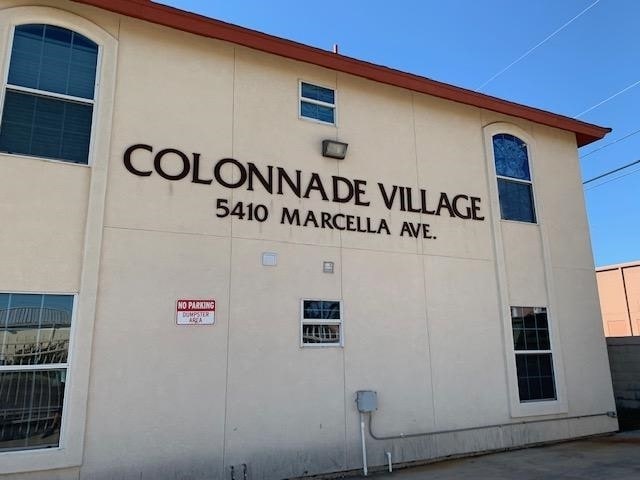 COLONNADE VILLAGE
5410 MARCELLA AVE.
NO PARKING
DUMPSTER
AREA